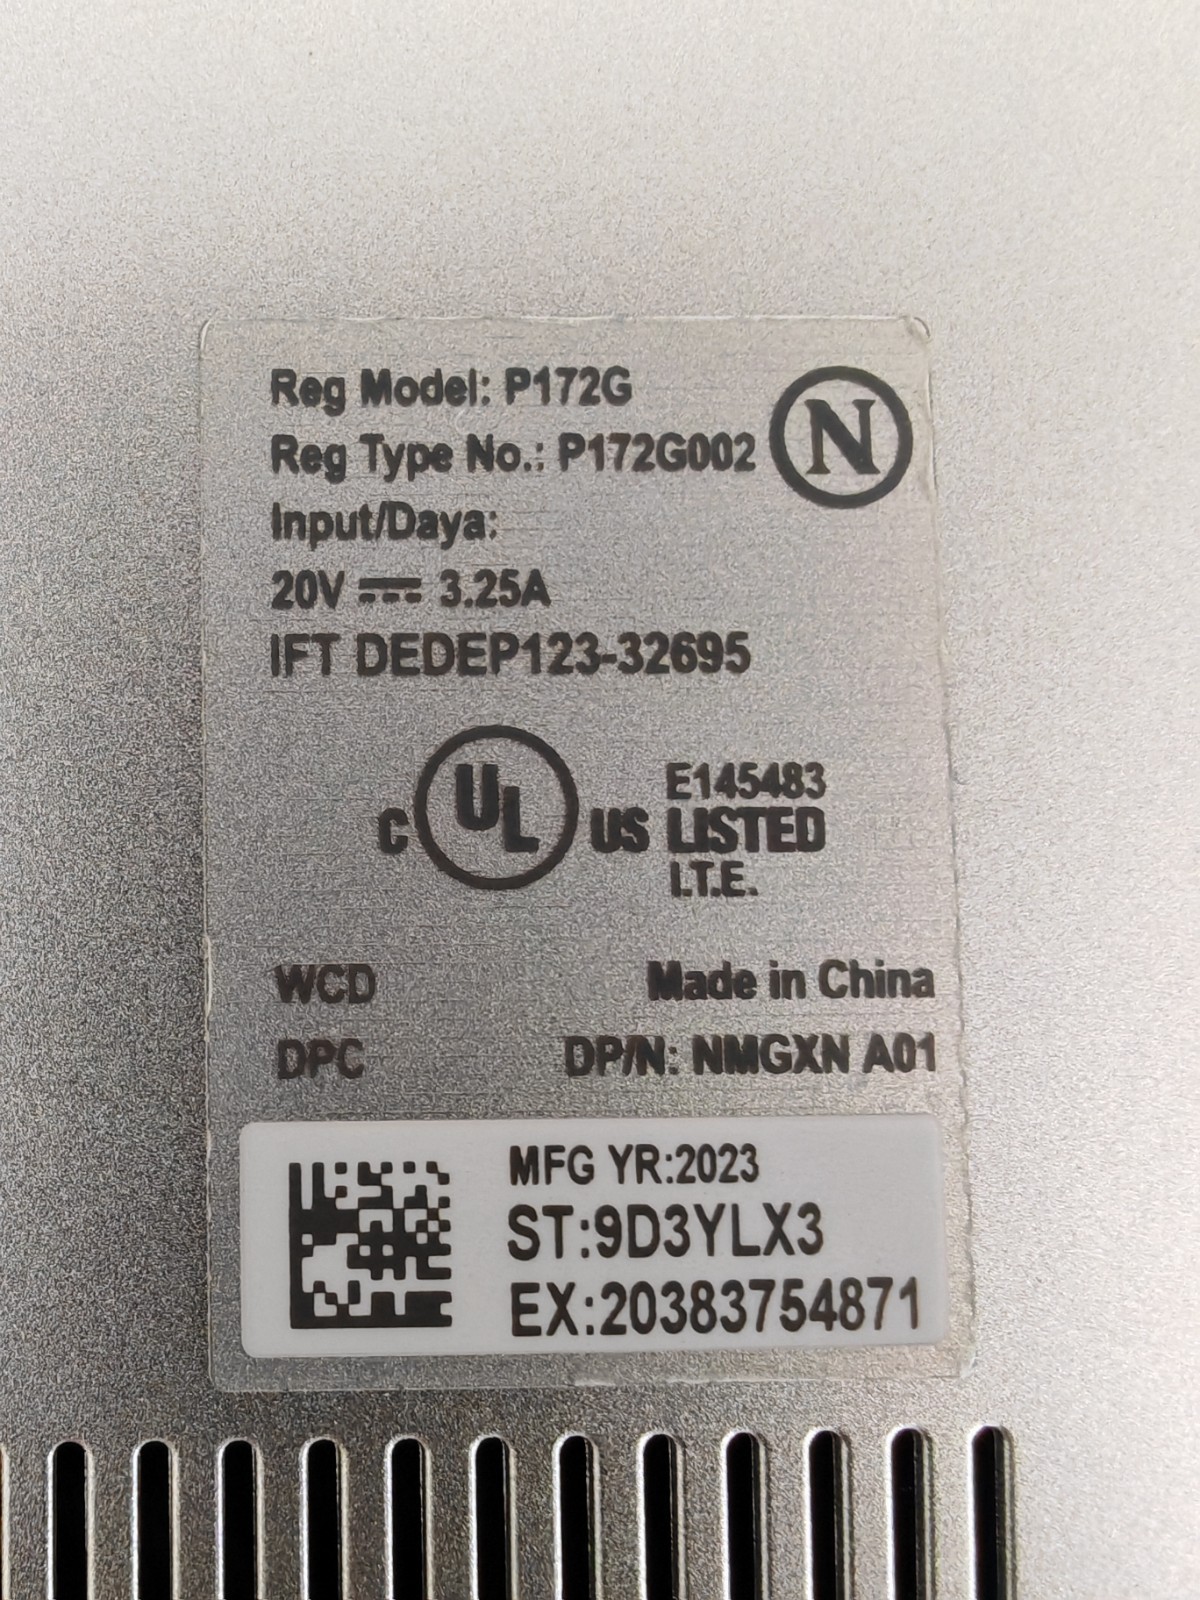 Reg Model: P172G
Reg Type No.: P172G002
N
Input/Daya:
20V ⎓ 3.25A
IFT DEDEP123-32695
C UL US E145483
LISTED
I.T.E.
WCD Made in China
DPC DP/N: NMGXN A01
MFG YR:2023
ST:9D3YLX3
EX:20383754871